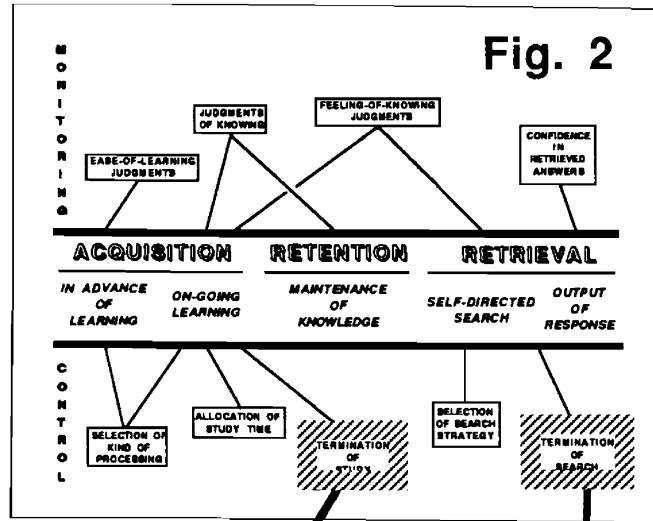 Fig. 2
MONITORING
JUDGMENTS
OF KNOWING
FEELING-OF-KNOWING
JUDGMENTS
EASE-OF-LEARNING
JUDGMENTS
CONFIDENCE
IN
RETRIEVED
ANSWERS
ACQUISITION
RETENTION
RETRIEVAL
IN ADVANCE
OF
LEARNING
ON-GOING
LEARNING
MAINTENANCE
OF
KNOWLEDGE
SELF-DIRECTED
SEARCH
OUTPUT
OF
RESPONSE
CONTROL
SELECTION OF
KIND OF
PROCESSING
ALLOCATION OF
STUDY TIME
TERMINATION
OF
STUDY
SELECTION
OF SEARCH
STRATEGY
TERMINATION
OF
SEARCH